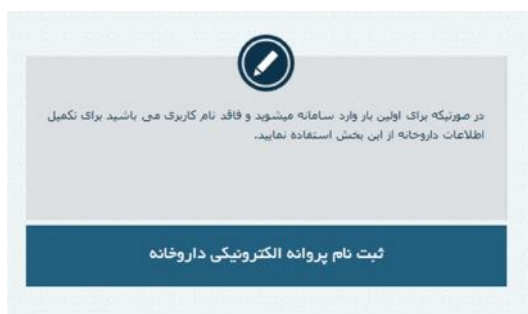 در صورتیکه برای اولین بار وارد سامانه میشوید و فاقد نام کاربری می باشید برای تکمیل
اطلاعات داروخانه از این بخش استفاده نمایید.
ثبت نام پروانه الکترونیکی داروخانه